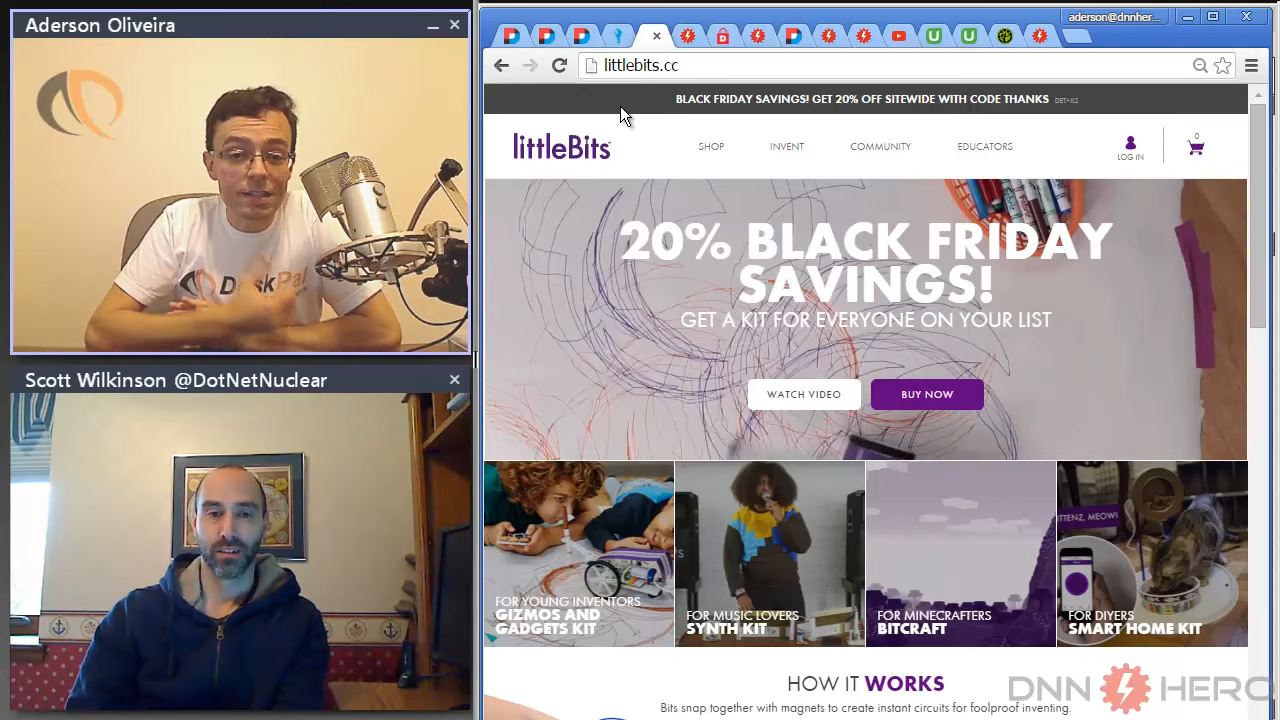 Aderson Oliveira
Scott Wilkinson @DotNetNuclear
aderson@dnnher...
littlebits.cc
BLACK FRIDAY SAVINGS! GET 20% OFF SITEWIDE WITH CODE THANKS DETAILS
littleBits
SHOP INVENT COMMUNITY EDUCATORS
LOG IN
0
20% BLACK FRIDAY
SAVINGS!
GET A KIT FOR EVERYONE ON YOUR LIST
WATCH VIDEO
BUY NOW
FOR YOUNG INVENTORS
GIZMOS AND
GADGETS KIT
FOR MUSIC LOVERS
SYNTH KIT
FOR MINECRAFTERS
BITCRAFT
FOR DIYERS
SMART HOME KIT
HOW IT WORKS
Bits snap together with magnets to create instant circuits for foolproof inventing.
DNN HERO